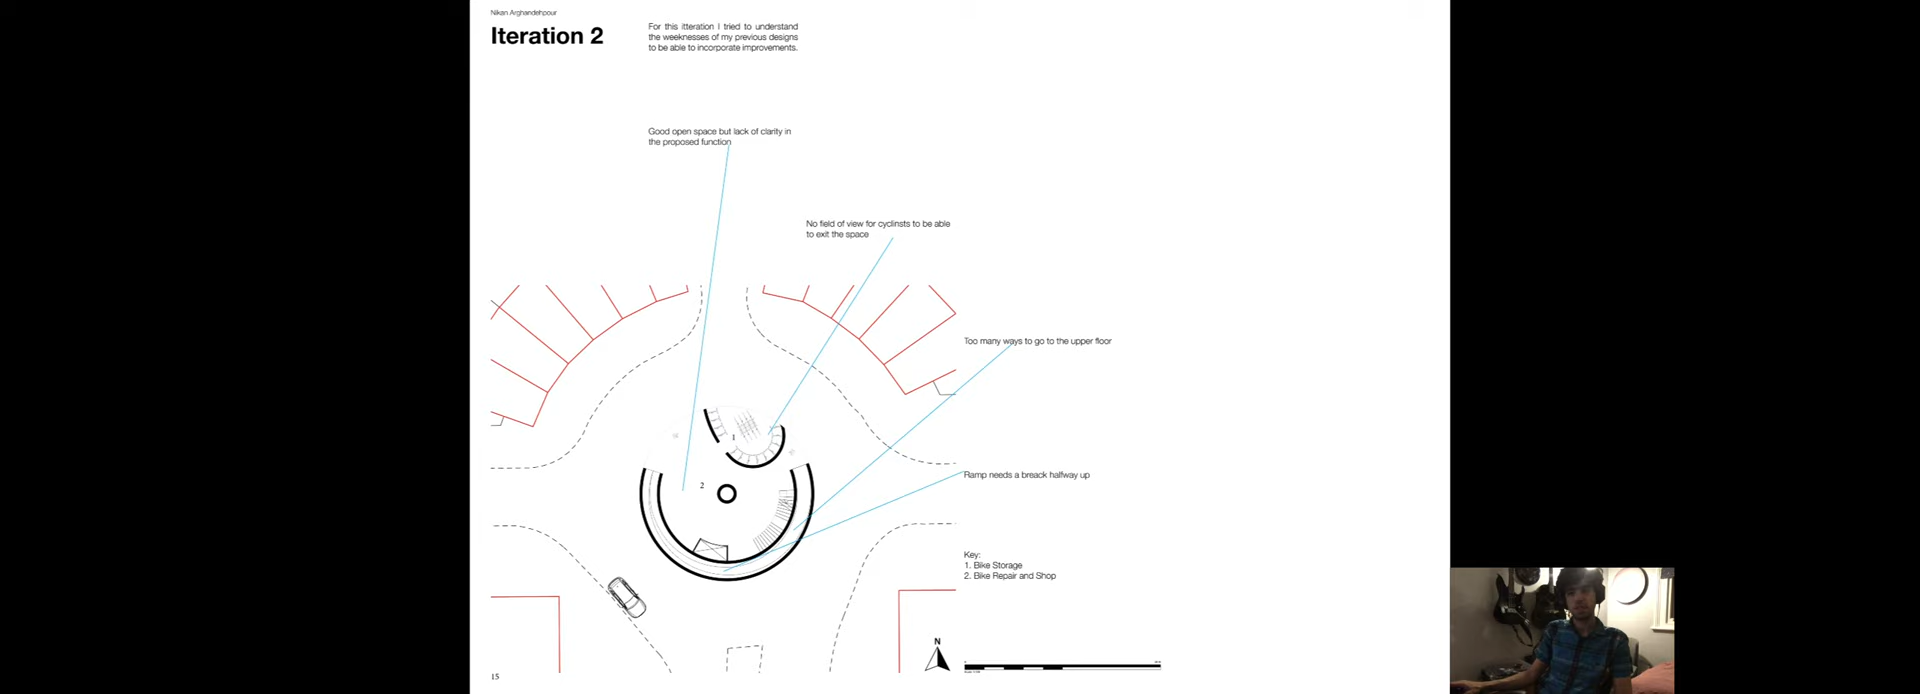 Nikan Arghandehpour
Iteration 2
For this itteration I tried to understand
the weeknesses of my previous designs
to be able to incorporate improvements.
Good open space but lack of clarity in
the proposed function
No field of view for cyclinsts to be able
to exit the space
Too many ways to go to the upper floor
1
2
Ramp needs a breack halfway up
Key:
1. Bike Storage
2. Bike Repair and Shop
N
15